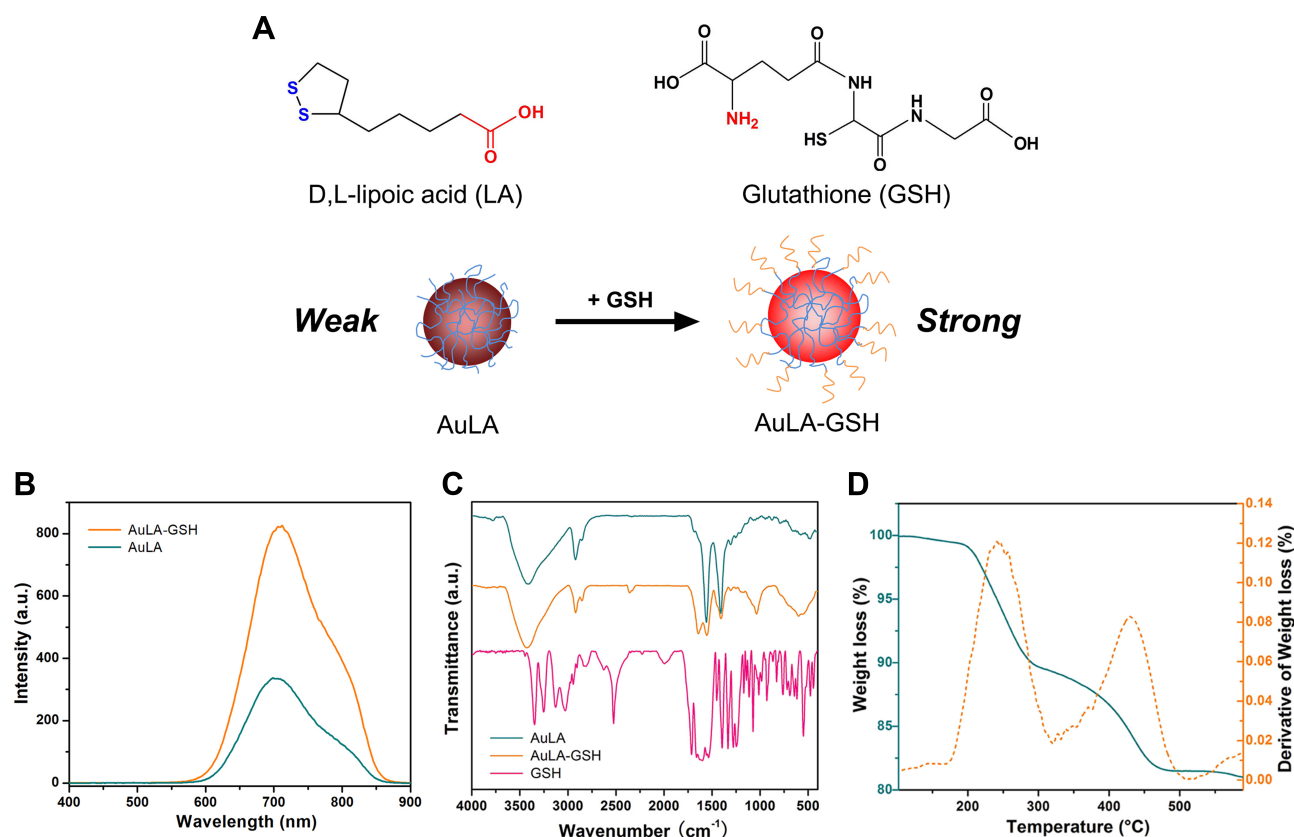 A
S
S
OH
O
D,L-lipoic acid (LA)
O
HO
NH2
O
NH
HS
O
H
N
O
OH
Glutathione (GSH)
Weak
+ GSH
Strong
AuLA
AuLA-GSH
B
Intensity (a.u.)
800
600
400
200
0
AuLA-GSH
AuLA
400 500 600 700 800 900
Wavelength (nm)
C
Transmittance (a.u.)
AuLA
AuLA-GSH
GSH
4000 3500 3000 2500 2000 1500 1000 500
Wavenumber (cm-1)
D
Weight loss (%)
100
95
90
85
80
200 300 400 500
Temperature (°C)
0.14
0.12
0.10
0.08
0.06
0.04
0.02
0.00
Derivative of Weight loss (%)